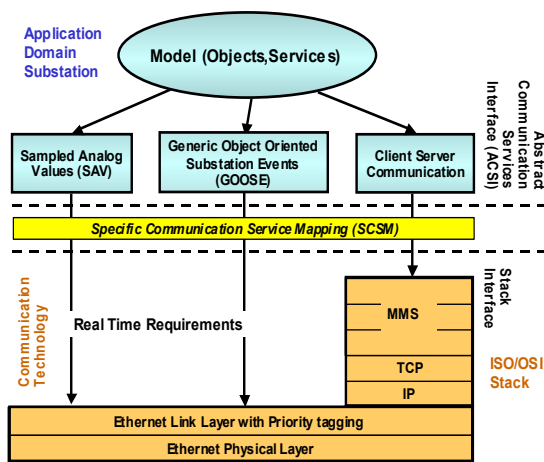 Application
Domain
Substation
Model (Objects,Services)
Sampled Analog
Values (SAV)
Generic Object Oriented
Substation Events
(GOOSE)
Client Server
Communication
Abstract
Communication
Services
Interface (ACSI)
Specific Communication Service Mapping (SCSM)
Communication
Technology
Real Time Requirements
MMS
TCP
IP
Stack
Interface
ISO/OSI
Stack
Ethernet Link Layer with Priority tagging
Ethernet Physical Layer